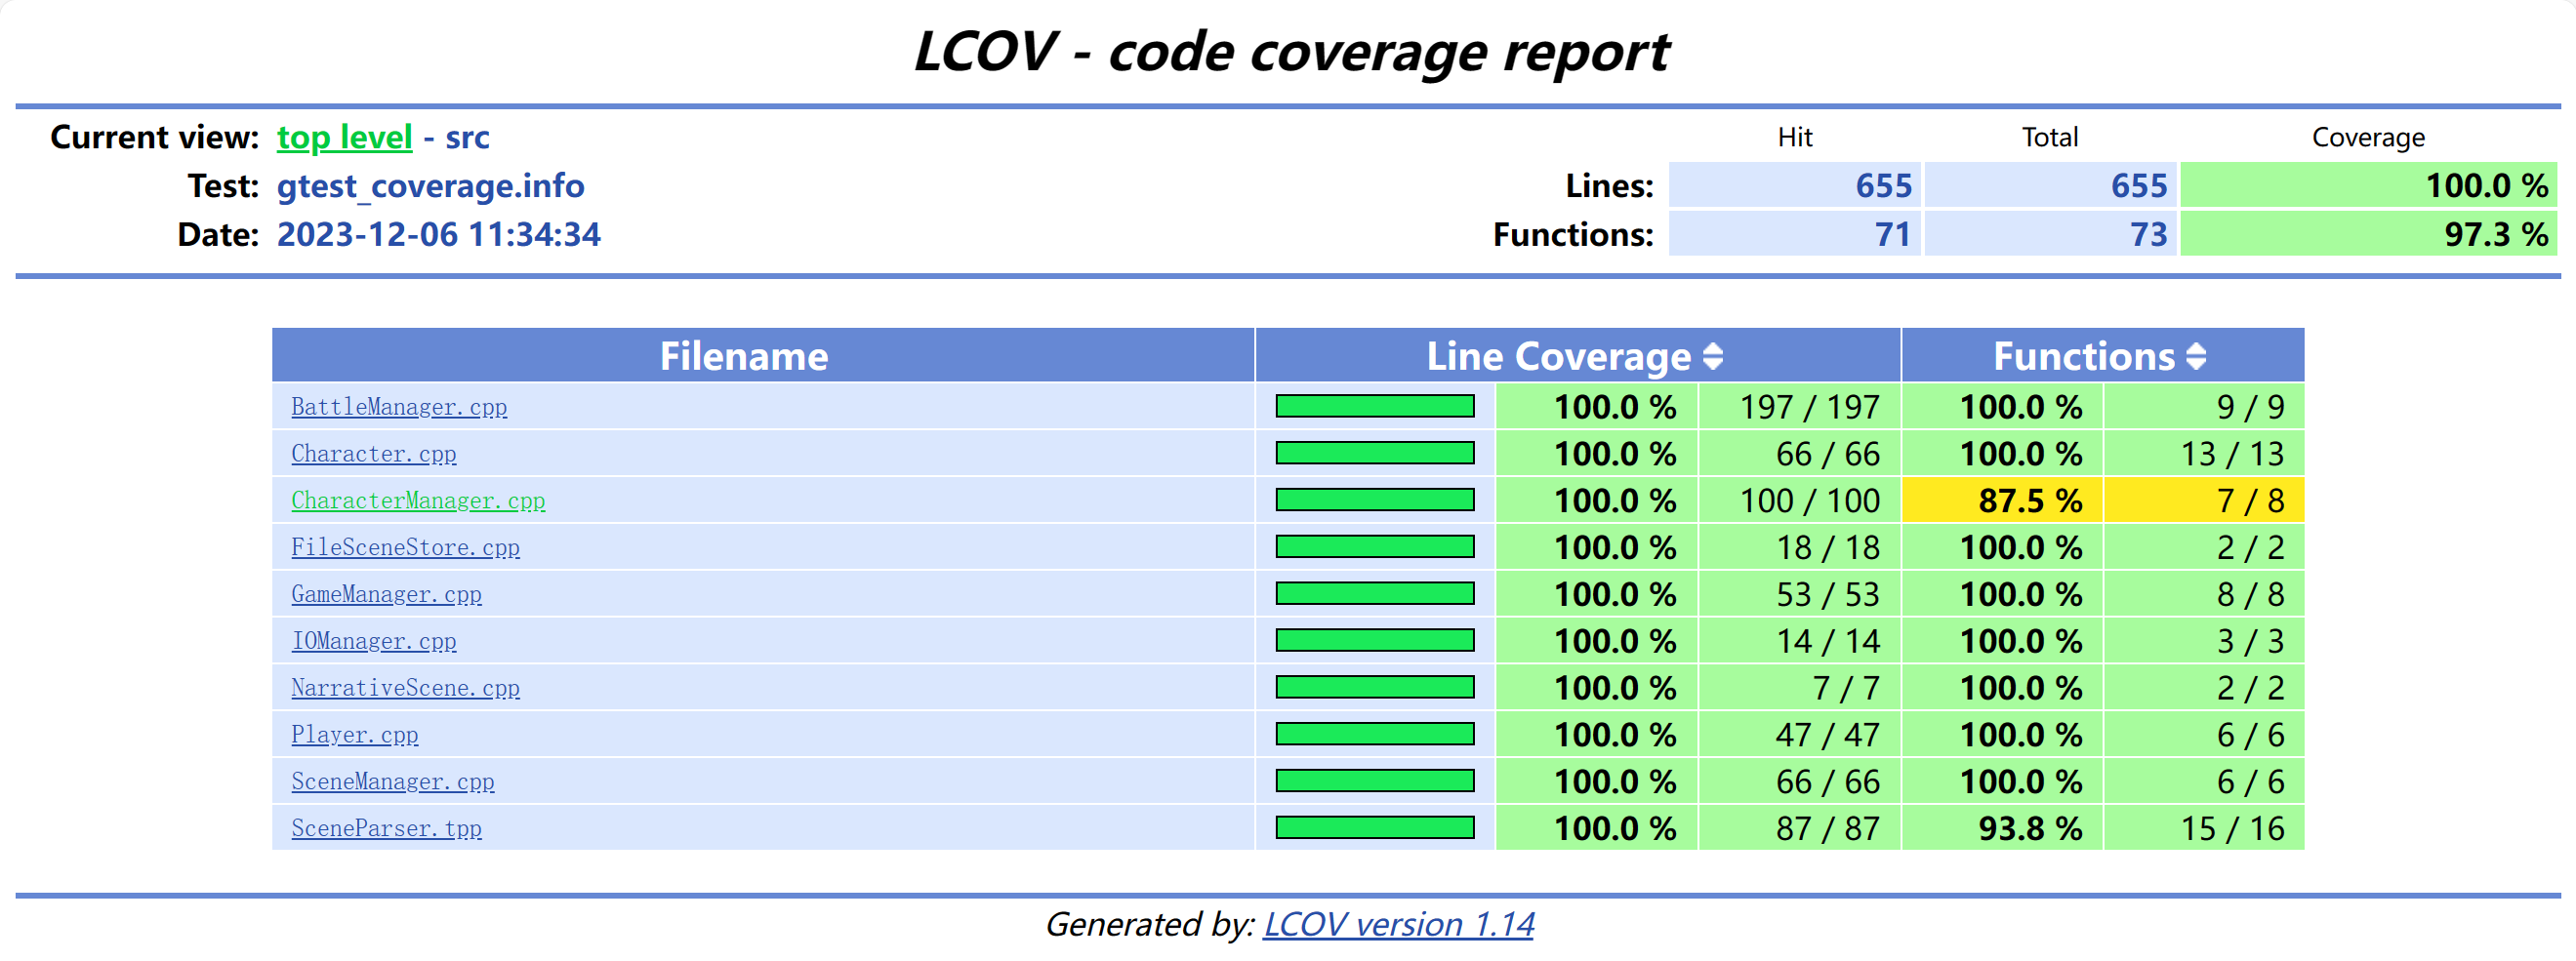 LCOV - code coverage report
Current view: top level - src
Hit Total Coverage
Test: gtest_coverage.info Lines: 655 655 100.0 %
Date: 2023-12-06 11:34:34 Functions: 71 73 97.3 %
Filename Line Coverage Functions
BattleManager.cpp 100.0 % 197 / 197 100.0 % 9 / 9
Character.cpp 100.0 % 66 / 66 100.0 % 13 / 13
CharacterManager.cpp 100.0 % 100 / 100 87.5 % 7 / 8
FileSceneStore.cpp 100.0 % 18 / 18 100.0 % 2 / 2
GameManager.cpp 100.0 % 53 / 53 100.0 % 8 / 8
IOManager.cpp 100.0 % 14 / 14 100.0 % 3 / 3
NarrativeScene.cpp 100.0 % 7 / 7 100.0 % 2 / 2
Player.cpp 100.0 % 47 / 47 100.0 % 6 / 6
SceneManager.cpp 100.0 % 66 / 66 100.0 % 6 / 6
SceneParser.tpp 100.0 % 87 / 87 93.8 % 15 / 16
Generated by: LCOV version 1.14